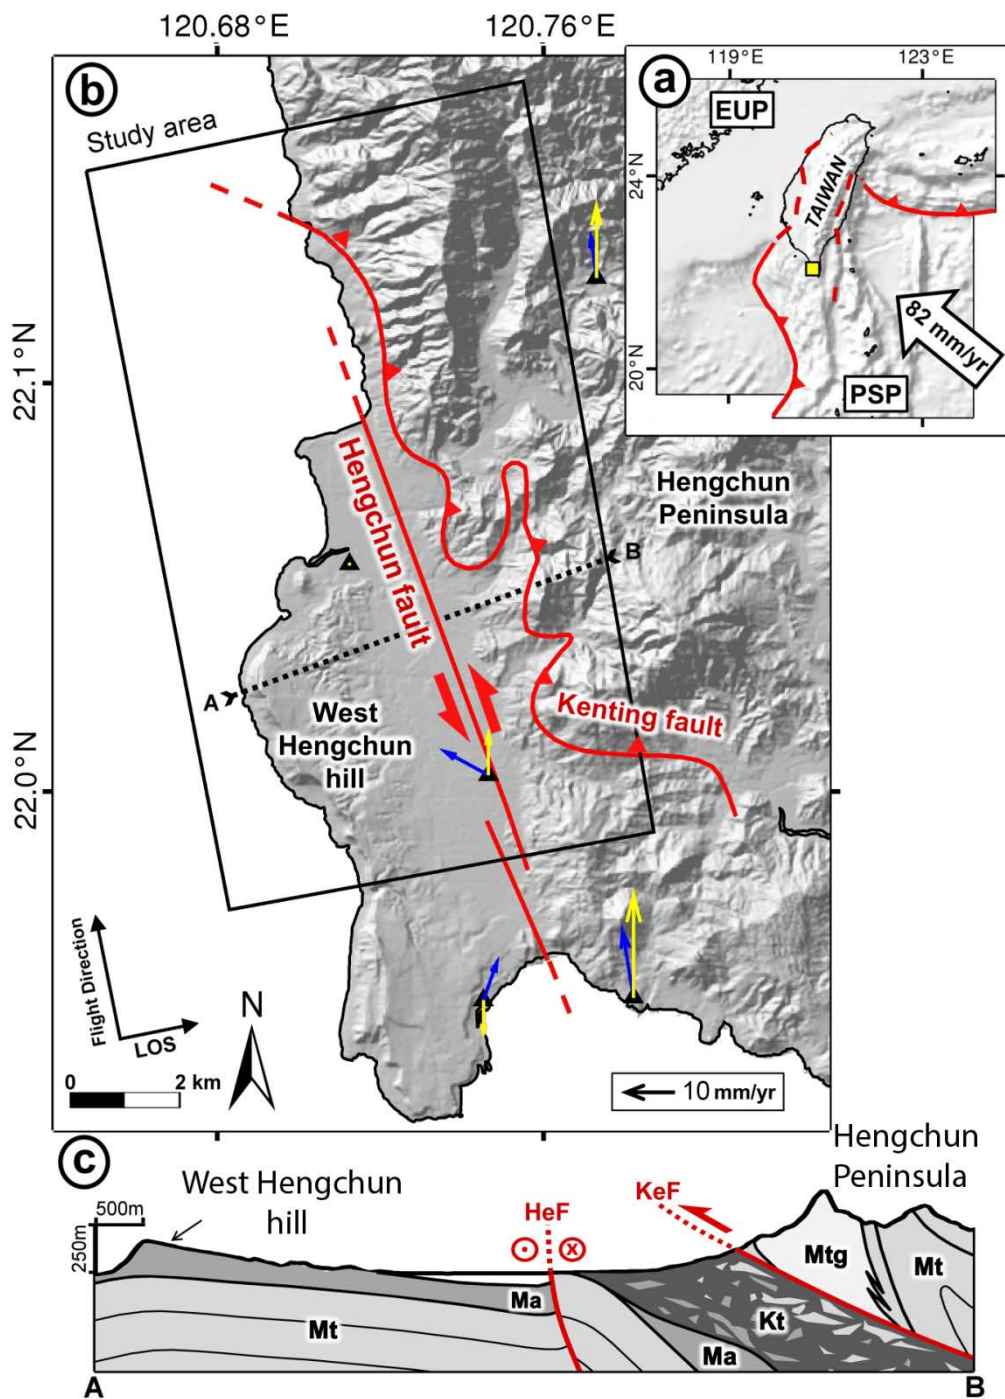 120.68°E
120.76°E
b
Study area
a
119°E
123°E
EUP
24°N
TAIWAN
82 mm/yr
20°N
PSP
22.1°N
Hengchun fault
Hengchun
Peninsula
B
A
West
Hengchun
hill
Kenting fault
22.0°N
Flight Direction
LOS
N
0
2 km
10 mm/yr
c
Hengchun
Peninsula
West Hengchun
hill
500m
250m
HeF
KeF
x
Mtg
Mt
Ma
Kt
Mt
Ma
A
B